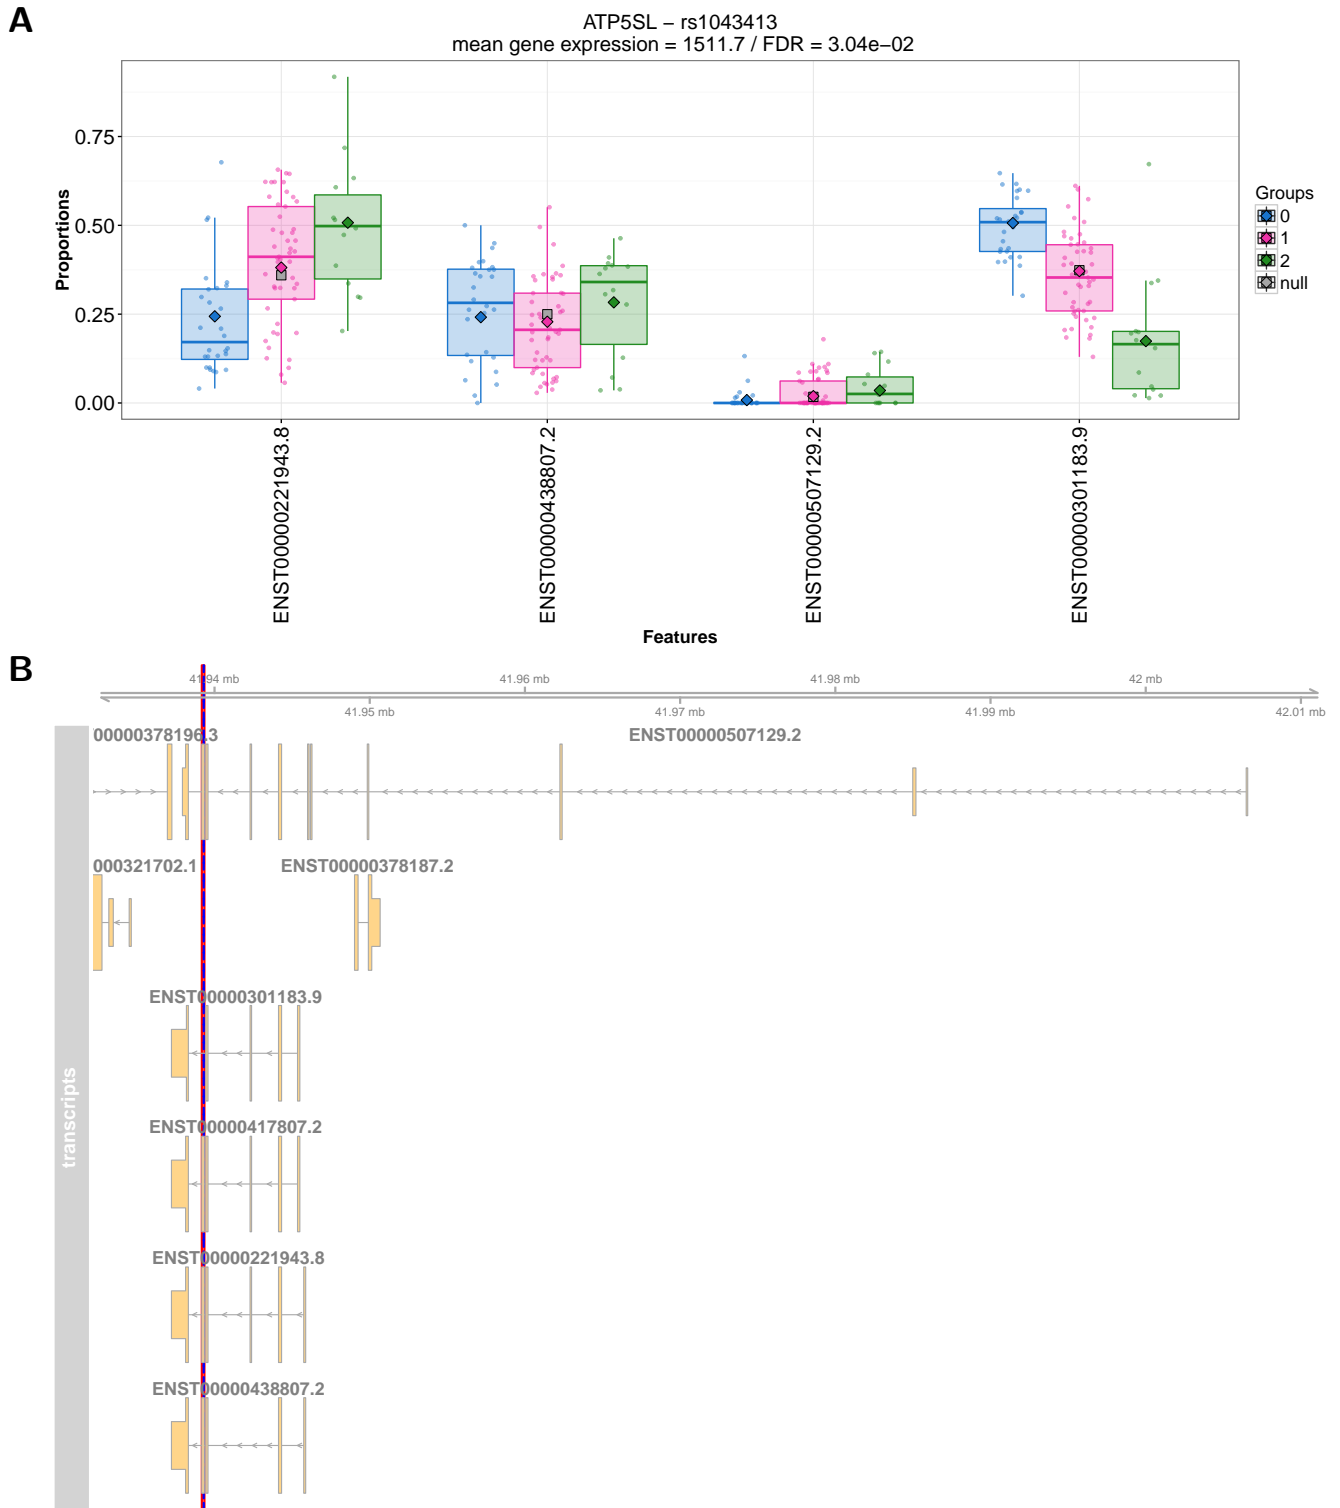 A
ATP5SL − rs1043413
mean gene expression = 1511.7 / FDR = 3.04e−02
Proportions
0.75
0.50
0.25
0.00
ENST00000221943.8
ENST00000438807.2
ENST00000507129.2
ENST00000301183.9
Features
Groups
0
1
2
null
B
41.94 mb
41.96 mb
41.98 mb
42 mb
41.95 mb
41.97 mb
41.99 mb
42.01 mb
transcripts
00000378196.3
ENST00000507129.2
000321702.1
ENST00000378187.2
ENST00000301183.9
ENST00000417807.2
ENST00000221943.8
ENST00000438807.2